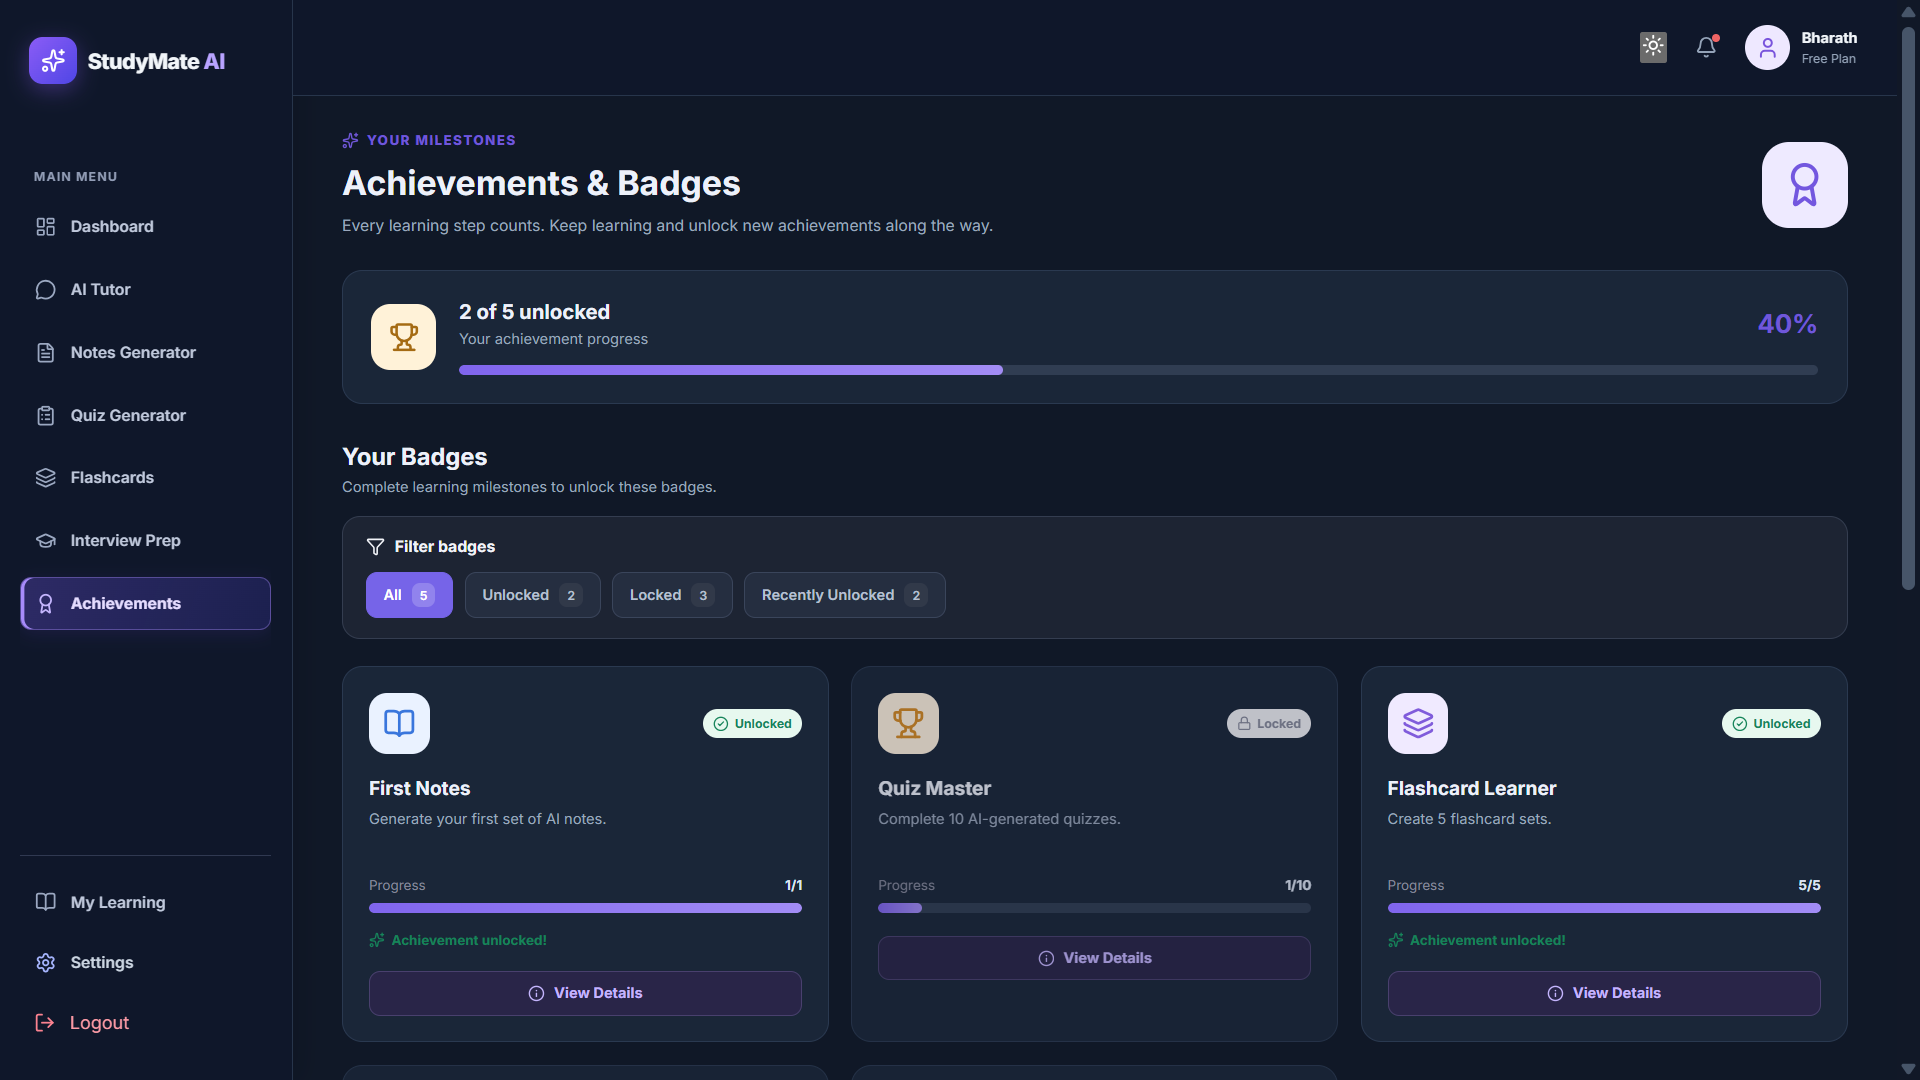 StudyMate AI
MAIN MENU
Dashboard
AI Tutor
Notes Generator
Quiz Generator
Flashcards
Interview Prep
Achievements
My Learning
Settings
Logout
Bharath
Free Plan
YOUR MILESTONES
Achievements & Badges
Every learning step counts. Keep learning and unlock new achievements along the way.
2 of 5 unlocked
Your achievement progress
40%
Your Badges
Complete learning milestones to unlock these badges.
Filter badges
All 5
Unlocked 2
Locked 3
Recently Unlocked 2
Unlocked
First Notes
Generate your first set of AI notes.
Progress 1/1
Achievement unlocked!
View Details
Locked
Quiz Master
Complete 10 AI-generated quizzes.
Progress 1/10
View Details
Unlocked
Flashcard Learner
Create 5 flashcard sets.
Progress 5/5
Achievement unlocked!
View Details